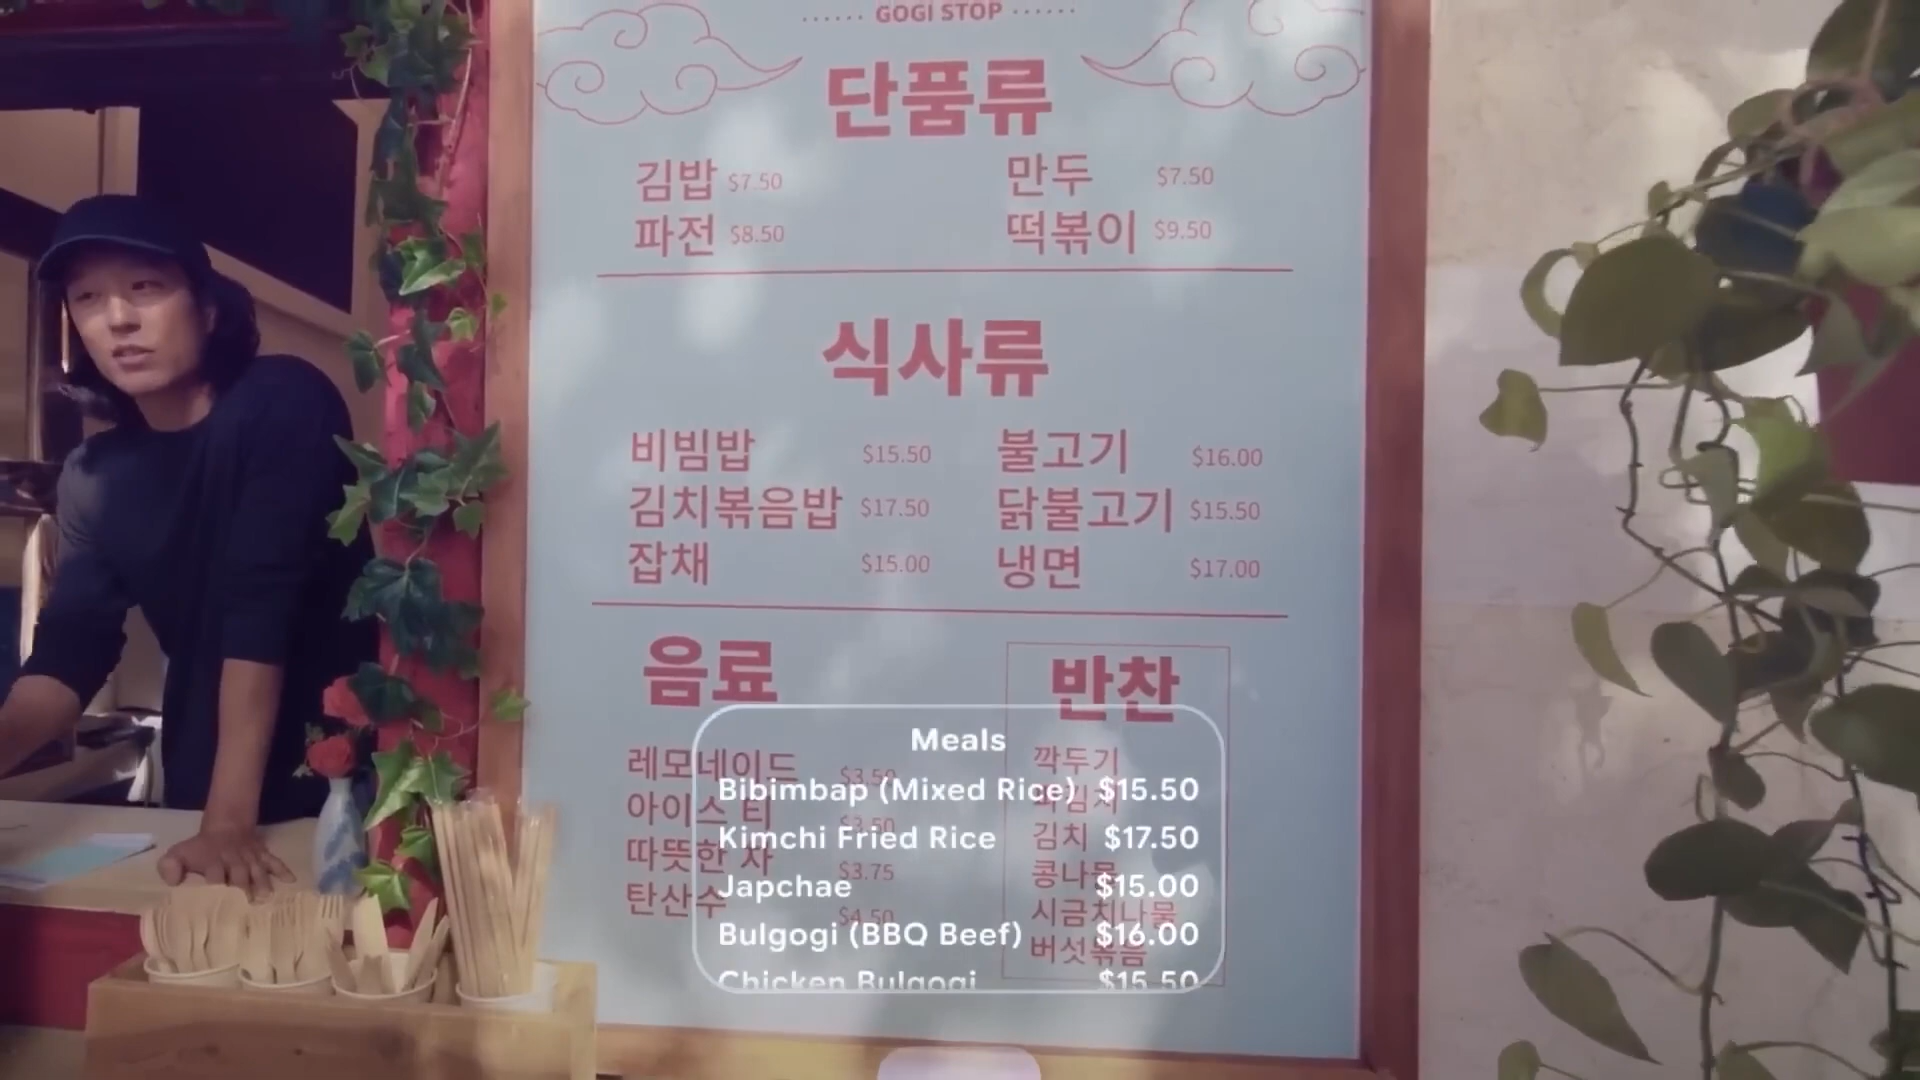 GOGI STOP
단품류
김밥 $7.50 만두 $7.50
파전 $8.50 떡볶이 $9.50
식사류
비빔밥 $15.50 불고기 $16.00
김치볶음밥 $17.50 닭불고기 $15.50
잡채 $15.00 냉면 $17.00
음료
레모네이드 $3.50
아이스 티 $3.50
따뜻한 차 $3.75
탄산수 $4.50
반찬
깍두기
김치
콩나물
시금치나물
버섯볶음
Meals
Bibimbap (Mixed Rice) $15.50
Kimchi Fried Rice $17.50
Japchae $15.00
Bulgogi (BBQ Beef) $16.00
Chicken Bulgogi $15.50